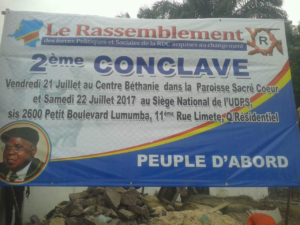 Le Rassemblement
des forces Politiques et Sociales de la RDC acquises au changement
R
2ème CONCLAVE
Vendredi 21 Juillet au Centre Béthanie dans la Paroisse Sacré Coeur
et Samedi 22 Juillet 2017 au Siège National de l'UDPS;
sis 2600 Petit Boulevard Lumumba, 11ème Rue Limete; Q/Résidentiel
PEUPLE D'ABORD